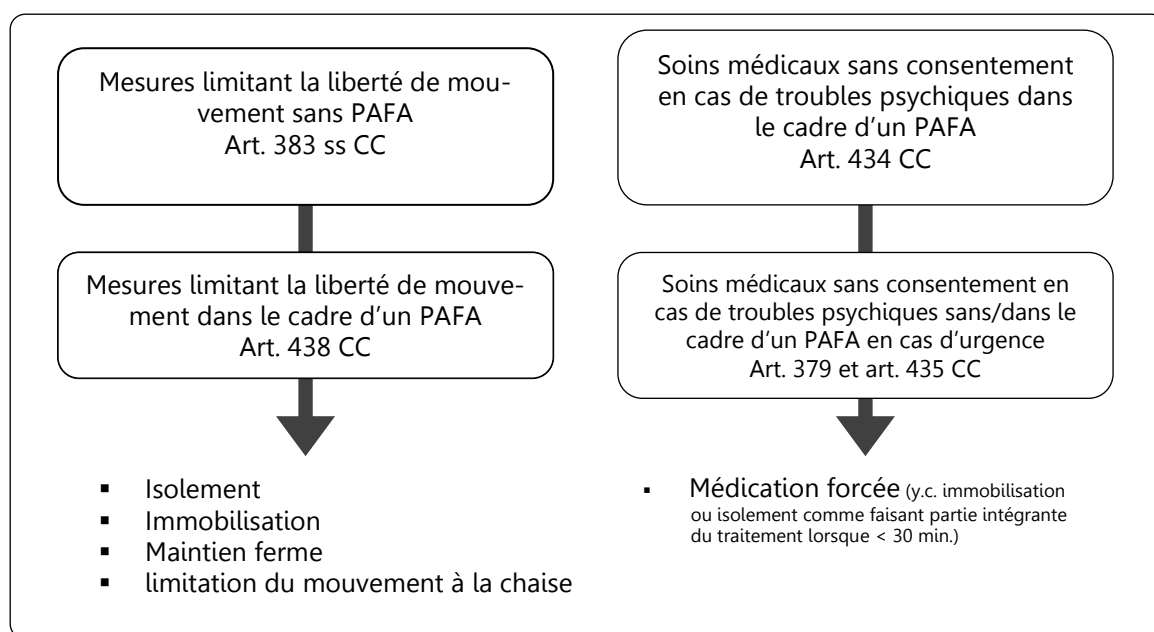 Mesures limitant la liberté de mou-
vement sans PAFA
Art. 383 ss CC
Mesures limitant la liberté de mouve-
ment dans le cadre d’un PAFA
Art. 438 CC
▪ Isolement
▪ Immobilisation
▪ Maintien ferme
▪ limitation du mouvement à la chaise
Soins médicaux sans consentement
en cas de troubles psychiques dans
le cadre d’un PAFA
Art. 434 CC
Soins médicaux sans consentement en
cas de troubles psychiques sans/dans le
cadre d’un PAFA en cas d’urgence
Art. 379 et art. 435 CC
▪ Médication forcée (y.c. immobilisation
ou isolement comme faisant partie intégrante
du traitement lorsque < 30 min.)